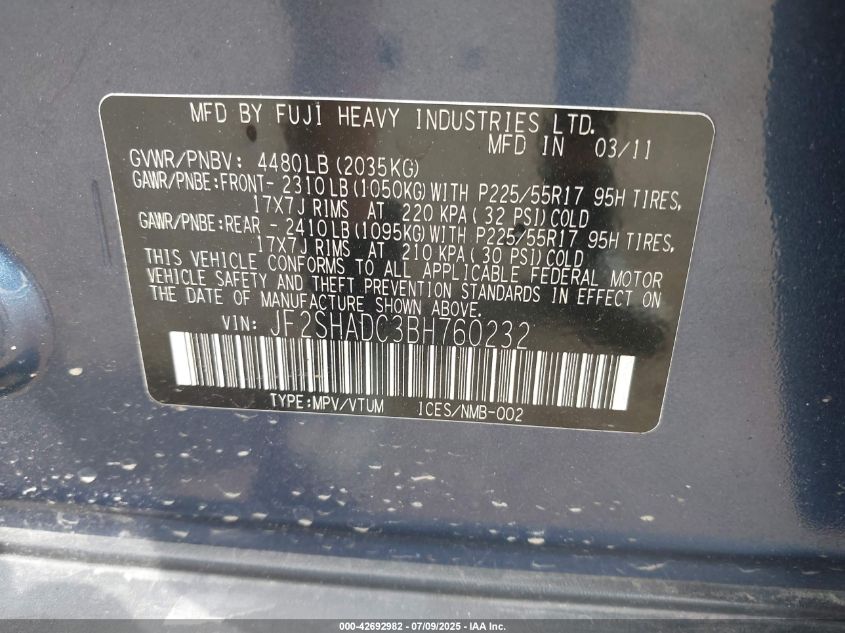 MFD BY FUJI HEAVY INDUSTRIES LTD.
MFD IN 03/11
GVWR/PNBV: 4480LB(2035KG)
GAWR/PNBE:FRONT- 2310LB(1050KG)WITH P225/55R17 95H TIRES,
17X7J RIMS AT 220 KPA(32 PSI)COLD
GAWR/PNBE:REAR - 2410LB(1095KG)WITH P225/55R17 95H TIRES,
17X7J RIMS AT 210 KPA(30 PSI)COLD
THIS VEHICLE CONFORMS TO ALL APPLICABLE FEDERAL MOTOR
VEHICLE SAFETY AND THEFT PREVENTION STANDARDS IN EFFECT ON
THE DATE OF MANUFACTURE SHOWN ABOVE.
VIN: JF2SHADC3BH760232
TYPE:MPV/VTUM ICES/NMB-002
000-42692982 - 07/09/2025 - IAA Inc.